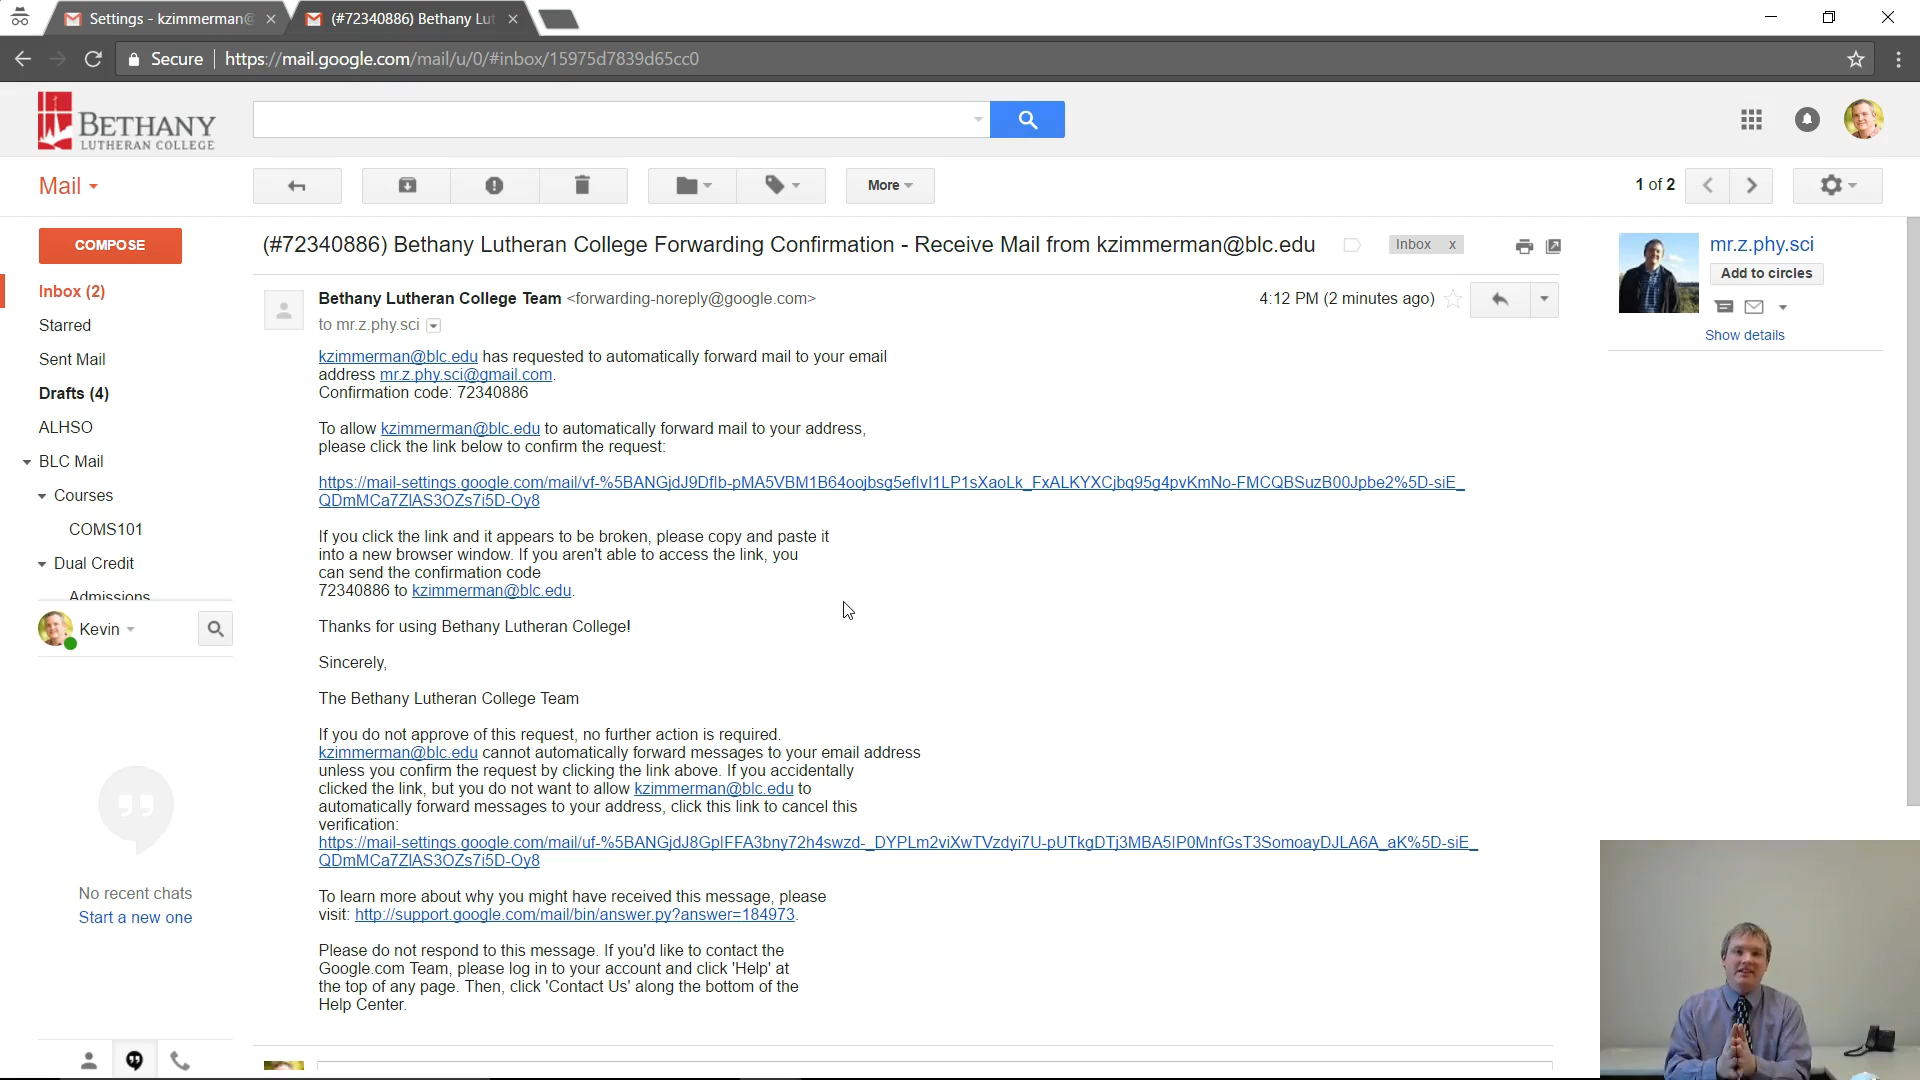 Settings - kzimmerman@
(#72340886) Bethany Lut
Secure
https://mail.google.com/mail/u/0/#inbox/15975d7839d65cc0
BETHANY
LUTHERAN COLLEGE
Mail
More
1 of 2
COMPOSE
Inbox (2)
Starred
Sent Mail
Drafts (4)
ALHSO
BLC Mail
Courses
COMS101
Dual Credit
Admissions
Kevin
No recent chats
Start a new one
(#72340886) Bethany Lutheran College Forwarding Confirmation - Receive Mail from kzimmerman@blc.edu
Inbox x
Bethany Lutheran College Team <forwarding-noreply@google.com>
4:12 PM (2 minutes ago)
to mr.z.phy.sci
kzimmerman@blc.edu has requested to automatically forward mail to your email
address mr.z.phy.sci@gmail.com.
Confirmation code: 72340886
To allow kzimmerman@blc.edu to automatically forward mail to your address,
please click the link below to confirm the request:
https://mail-settings.google.com/mail/vf-%5BANGjdJ9Dflb-pMA5VBM1B64oojbsg5eflvI1LP1sXaoLk_FxALKYXCjbq95g4pvKmNo-FMCQBSuzB00Jpbe2%5D-siE_
QDmMCa7ZlAS3OZs7i5D-Oy8
If you click the link and it appears to be broken, please copy and paste it
into a new browser window. If you aren't able to access the link, you
can send the confirmation code
72340886 to kzimmerman@blc.edu.
Thanks for using Bethany Lutheran College!
Sincerely,
The Bethany Lutheran College Team
If you do not approve of this request, no further action is required.
kzimmerman@blc.edu cannot automatically forward messages to your email address
unless you confirm the request by clicking the link above. If you accidentally
clicked the link, but you do not want to allow kzimmerman@blc.edu to
automatically forward messages to your address, click this link to cancel this
verification:
https://mail-settings.google.com/mail/uf-%5BANGjdJ8GpIFFA3bny72h4swzd-_DYPLm2viXwTVzdyi7U-pUTkgDTj3MBA5IP0MnfGsT3SomoayDJLA6A_aK%5D-siE_
QDmMCa7ZlAS3OZs7i5D-Oy8
To learn more about why you might have received this message, please
visit: http://support.google.com/mail/bin/answer.py?answer=184973.
Please do not respond to this message. If you'd like to contact the
Google.com Team, please log in to your account and click 'Help' at
the top of any page. Then, click 'Contact Us' along the bottom of the
Help Center.
mr.z.phy.sci
Add to circles
Show details